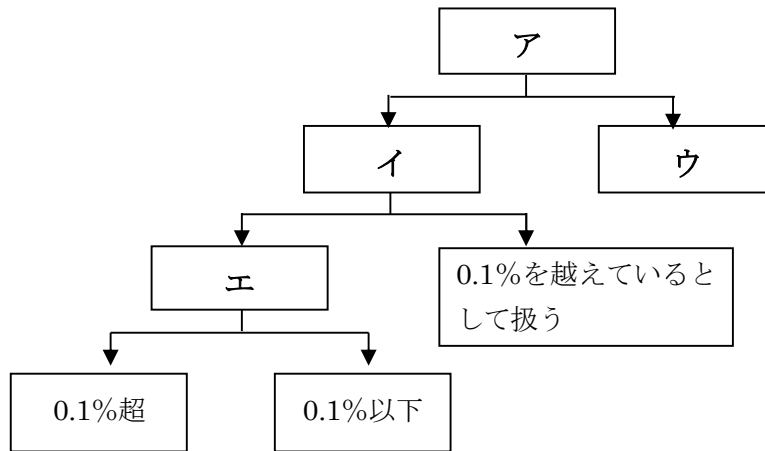 ア
イ
ウ
エ
0.1%を越えていると
して扱う
0.1%超
0.1%以下